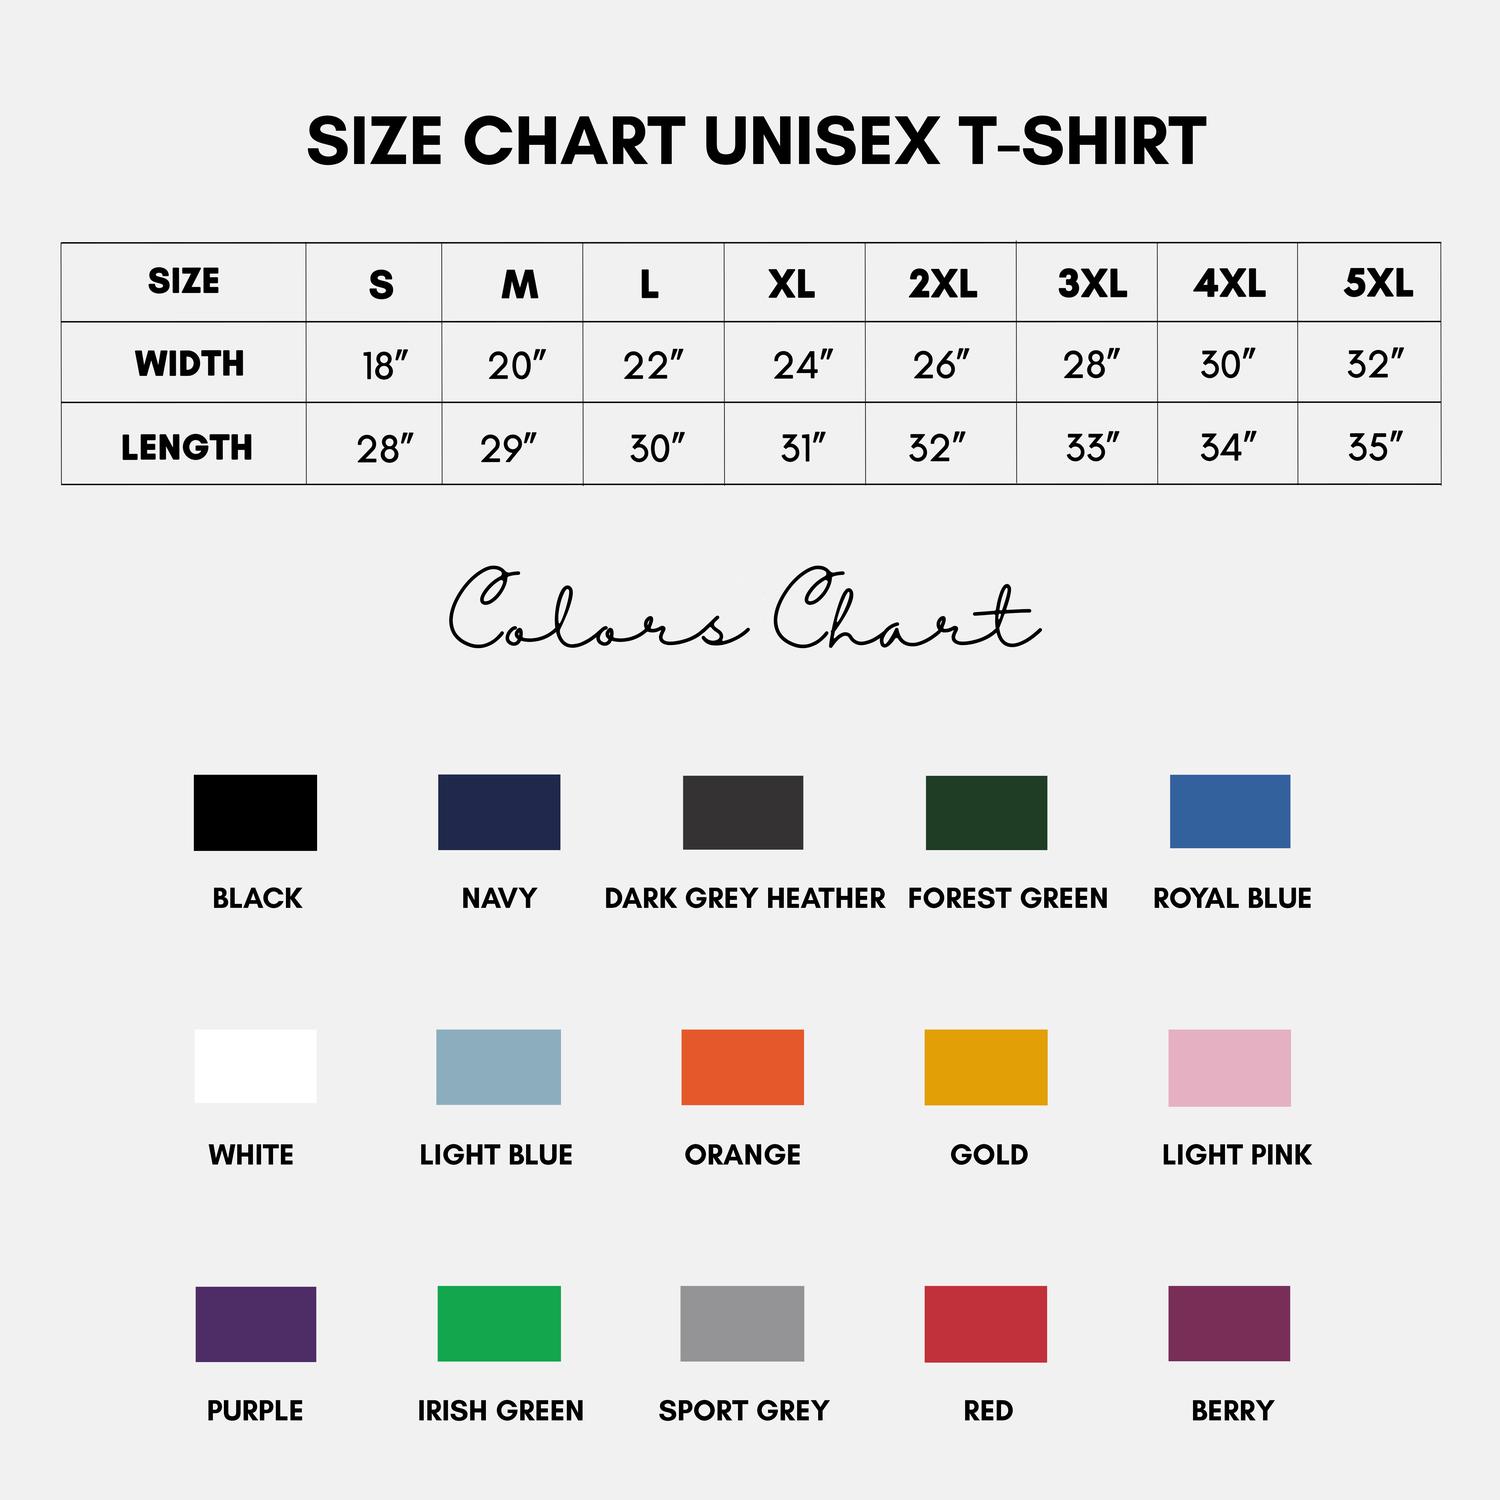 SIZE CHART UNISEX T-SHIRT
SIZE S M L XL 2XL 3XL 4XL 5XL
WIDTH 18" 20" 22" 24" 26" 28" 30" 32"
LENGTH 28" 29" 30" 31" 32" 33" 34" 35"
Colors Chart
BLACK NAVY DARK GREY HEATHER FOREST GREEN ROYAL BLUE
WHITE LIGHT BLUE ORANGE GOLD LIGHT PINK
PURPLE IRISH GREEN SPORT GREY RED BERRY